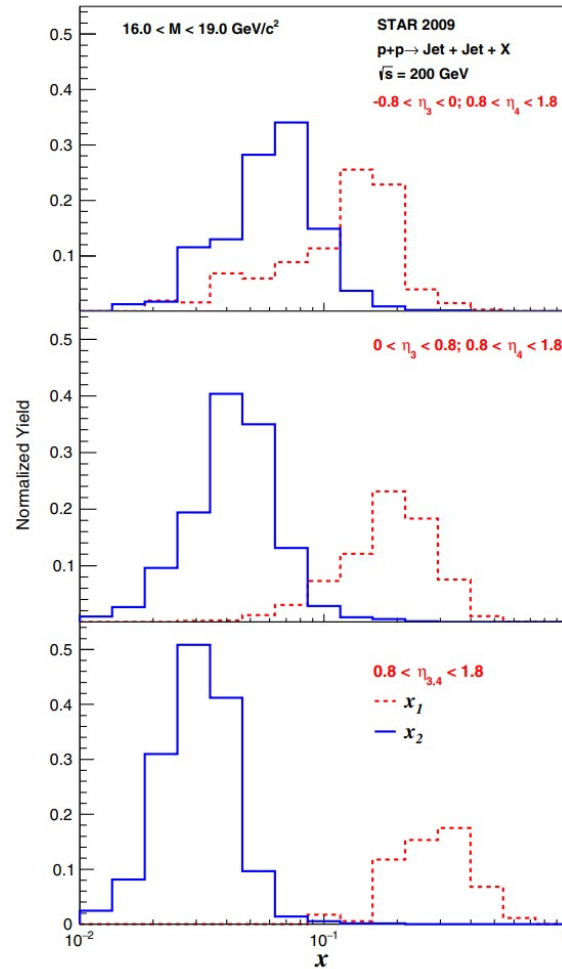 16.0 < M < 19.0 GeV/c²
STAR 2009
p+p→ Jet + Jet + X
√s = 200 GeV
-0.8 < η₃ < 0; 0.8 < η₄ < 1.8
0.5
0.4
0.3
0.2
0.1
0 < η₃ < 0.8; 0.8 < η₄ < 1.8
0.5
0.4
0.3
0.2
0.1
Normalized Yield
0.8 < η₃,₄ < 1.8
x₁
x₂
0.5
0.4
0.3
0.2
0.1
0
10⁻²
10⁻¹
x